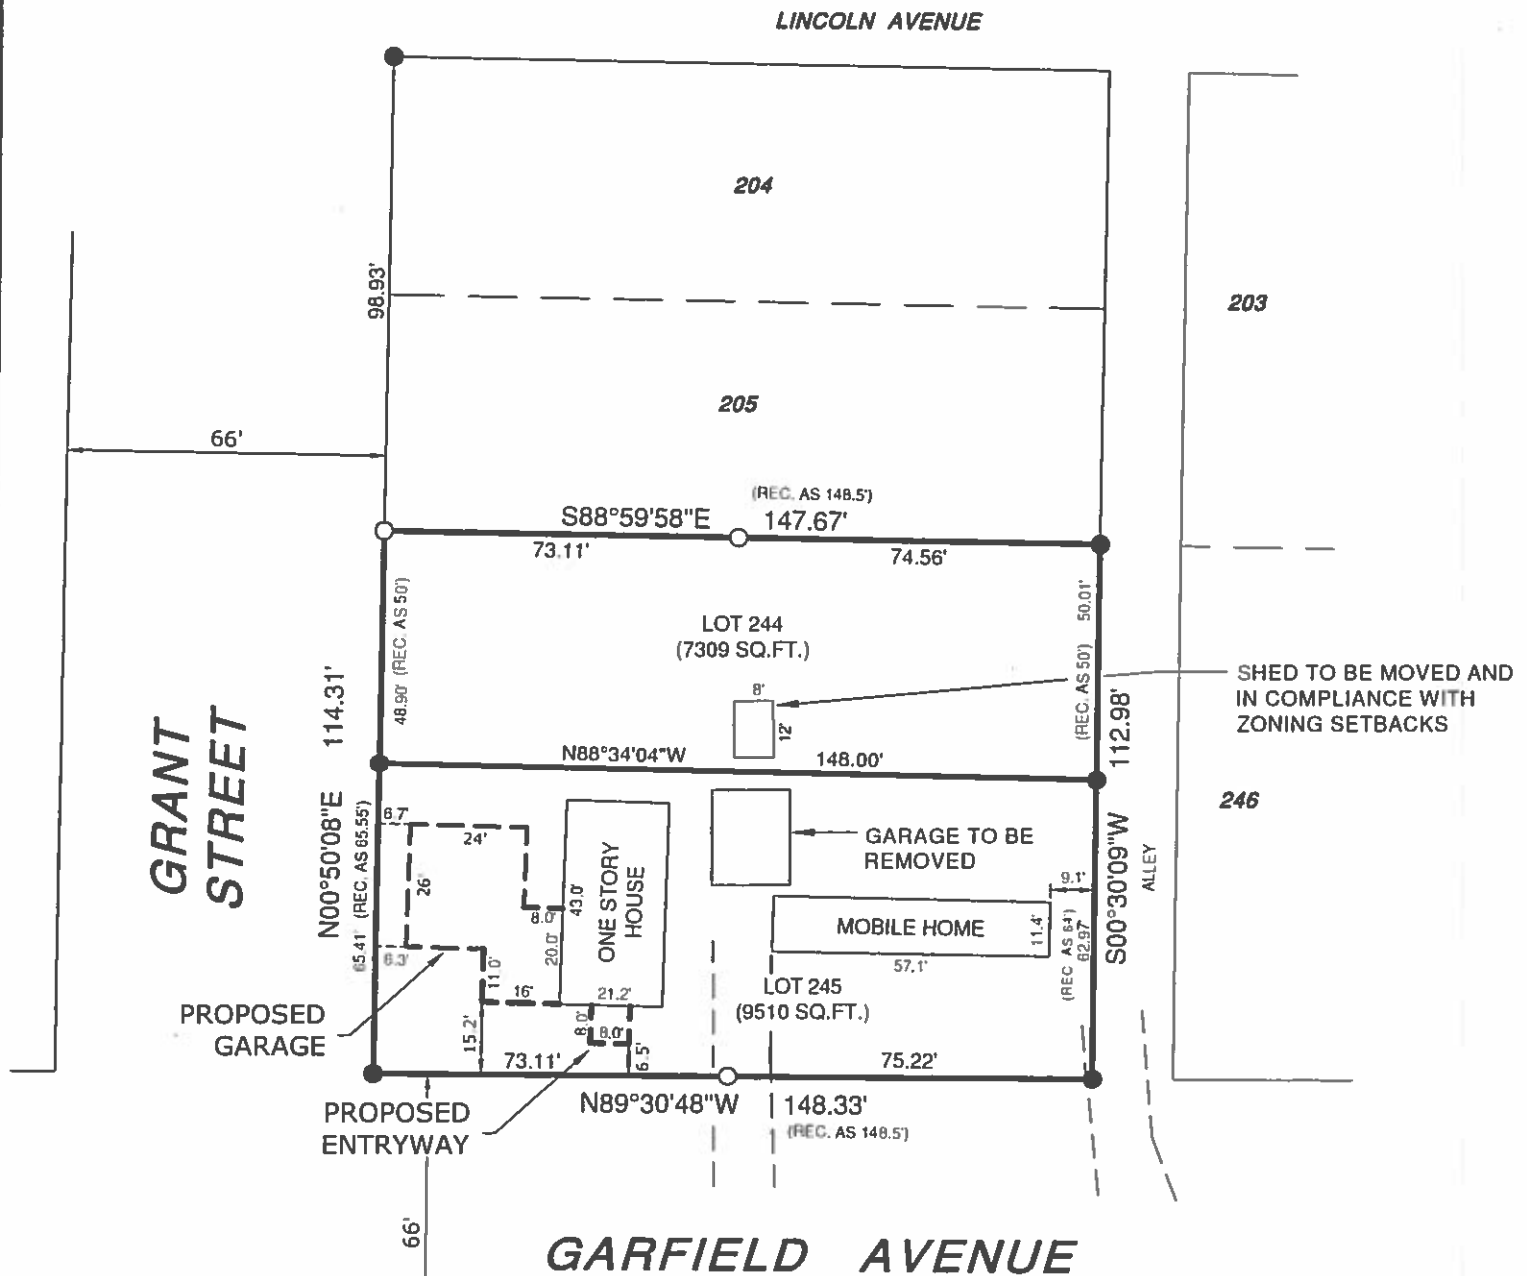 LINCOLN AVENUE
204
98.93'
203
205
66'
(REC. AS 148.5')
S88°59'58"E 147.67'
73.11'
74.56'
48.90' (REC. AS 50')
(REC. AS 50') 50.01'
LOT 244
(7309 SQ.FT.)
SHED TO BE MOVED AND
IN COMPLIANCE WITH
ZONING SETBACKS
8'
12'
114.31'
112.98'
GRANT
STREET
N88°34'04"W
148.00'
246
N00°50'08"E
65.41' (REC. AS 65.55')
24'
26'
8.0'
43.0'
20.0'
ONE STORY
HOUSE
GARAGE TO BE
REMOVED
9.1'
ALLEY
S00°30'09"W
MOBILE HOME
11.4'
(REC AS 64')
62.97'
57.1'
11.0'
16'
21.2'
LOT 245
(9510 SQ.FT.)
PROPOSED
GARAGE
15.2'
8.0'
8.0'
6.5'
73.11'
75.22'
PROPOSED
ENTRYWAY
N89°30'48"W 148.33'
(REC. AS 148.5')
66'
GARFIELD AVENUE